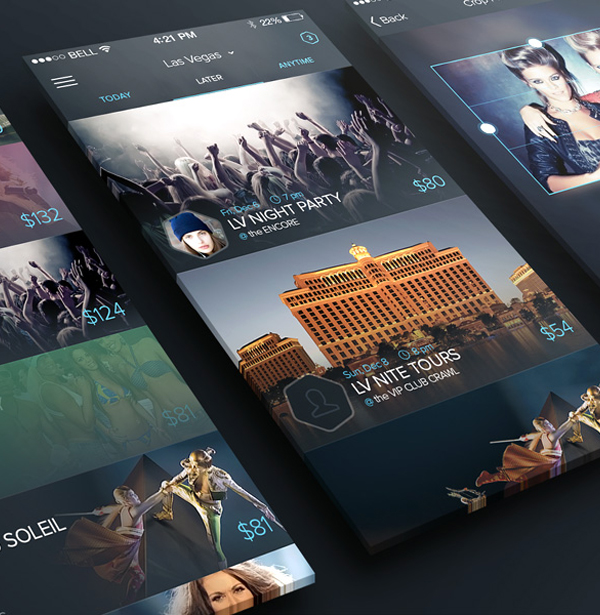 BELL
4:21 PM
22%
Las Vegas
3
TODAY
LATER
ANYTIME
Fri. Dec 6 7 pm
LV NIGHT PARTY
@ the ENCORE
$80
Sun. Dec 8 8 pm
LV NITE TOURS
@ the VIP CLUB CRAWL
$54
$132
$124
$81
SOLEIL
$81
Back